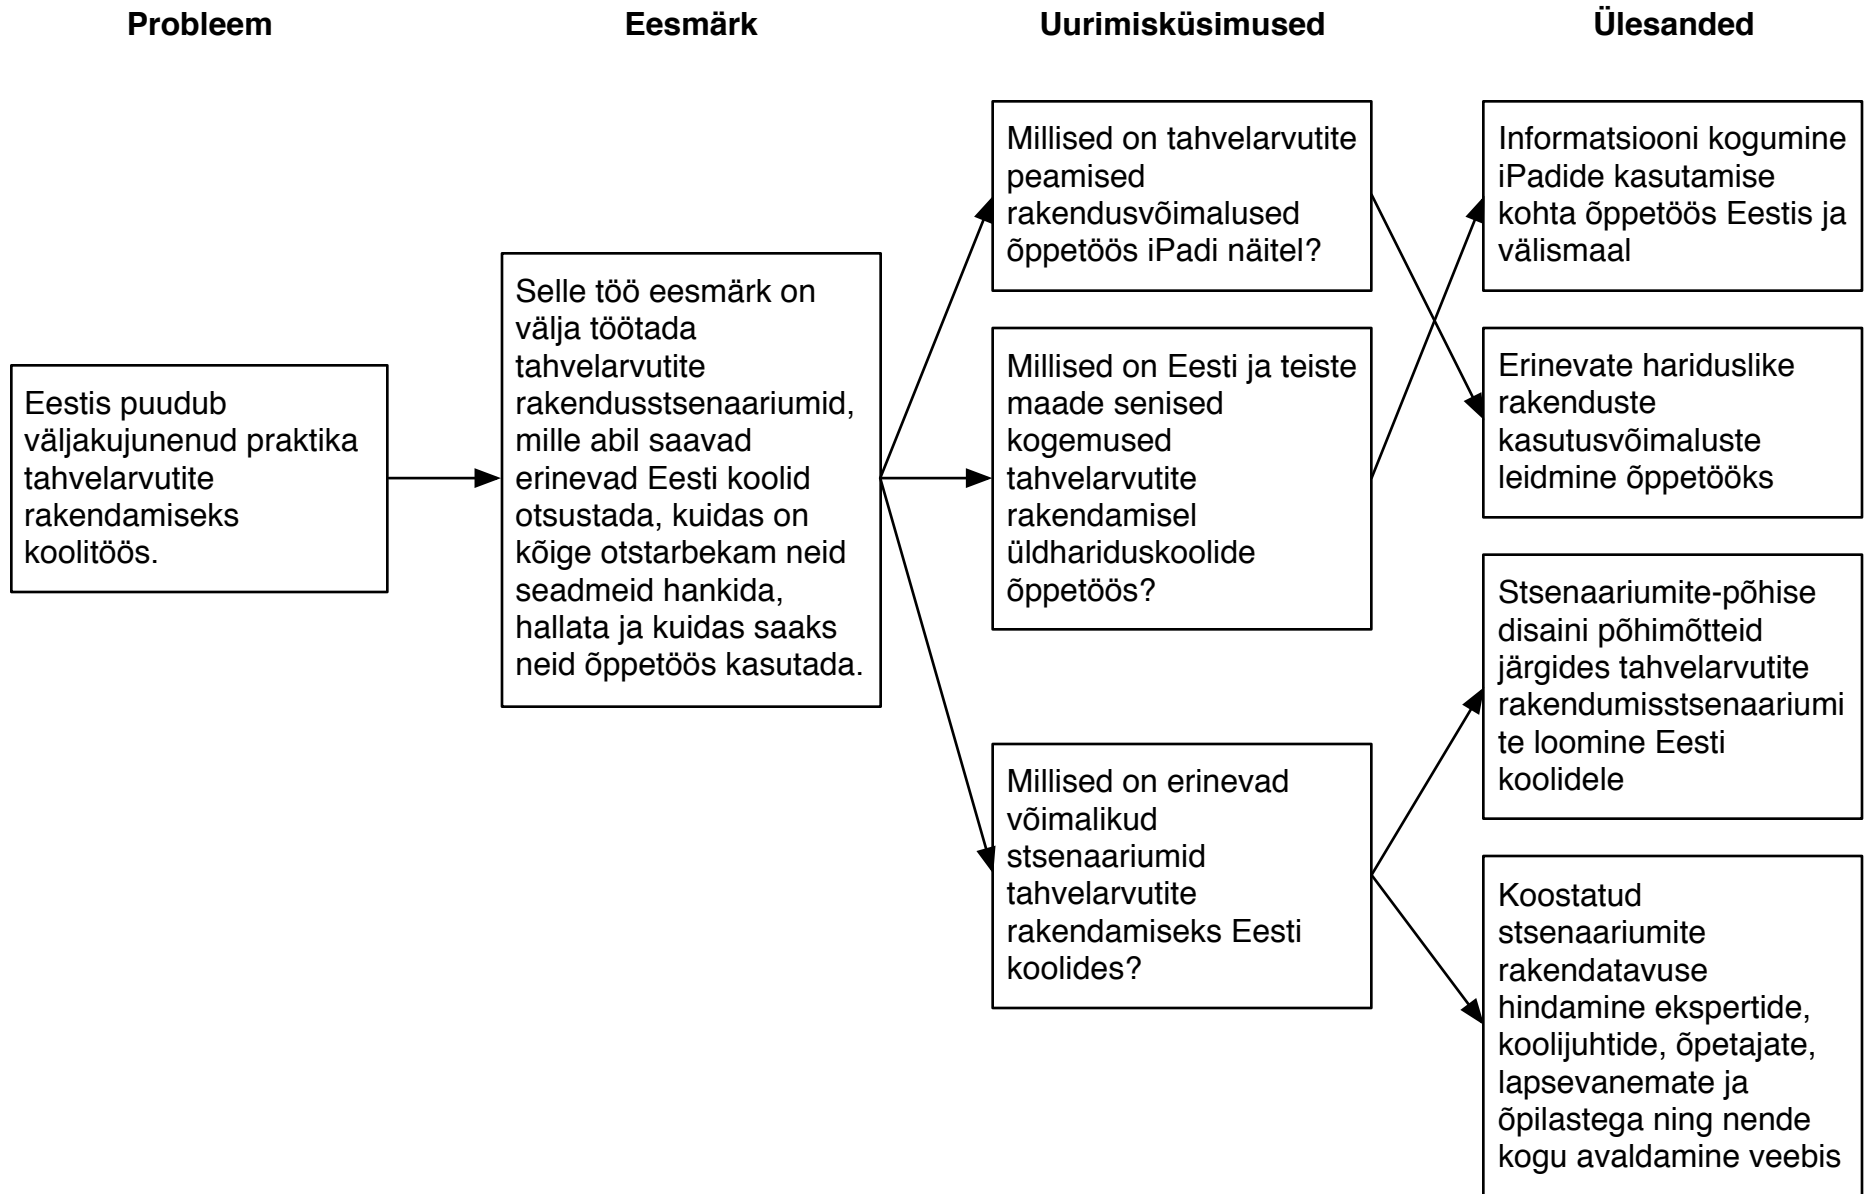 Probleem
Eesmärk
Uurimisküsimused
Ülesanded
Eestis puudub
väljakujunenud praktika
tahvelarvutite
rakendamiseks
koolitöös.
Selle töö eesmärk on
välja töötada
tahvelarvutite
rakendusstsenaariumid,
mille abil saavad
erinevad Eesti koolid
otsustada, kuidas on
kõige otstarbekam neid
seadmeid hankida,
hallata ja kuidas saaks
neid õppetöös kasutada.
Millised on tahvelarvutite
peamised
rakendusvõimalused
õppetöös iPadi näitel?
Millised on Eesti ja teiste
maade senised
kogemused
tahvelarvutite
rakendamisel
üldhariduskoolide
õppetöös?
Millised on erinevad
võimalikud
stsenaariumid
tahvelarvutite
rakendamiseks Eesti
koolides?
Informatsiooni kogumine
iPadide kasutamise
kohta õppetöös Eestis ja
välismaal
Erinevate hariduslike
rakenduste
kasutusvõimaluste
leidmine õppetööks
Stsenaariumite-põhise
disaini põhimõtteid
järgides tahvelarvutite
rakendumisstsenaariumi
te loomine Eesti
koolidele
Koostatud
stsenaariumite
rakendatavuse
hindamine ekspertide,
koolijuhtide, õpetajate,
lapsevanemate ja
õpilastega ning nende
kogu avaldamine veebis